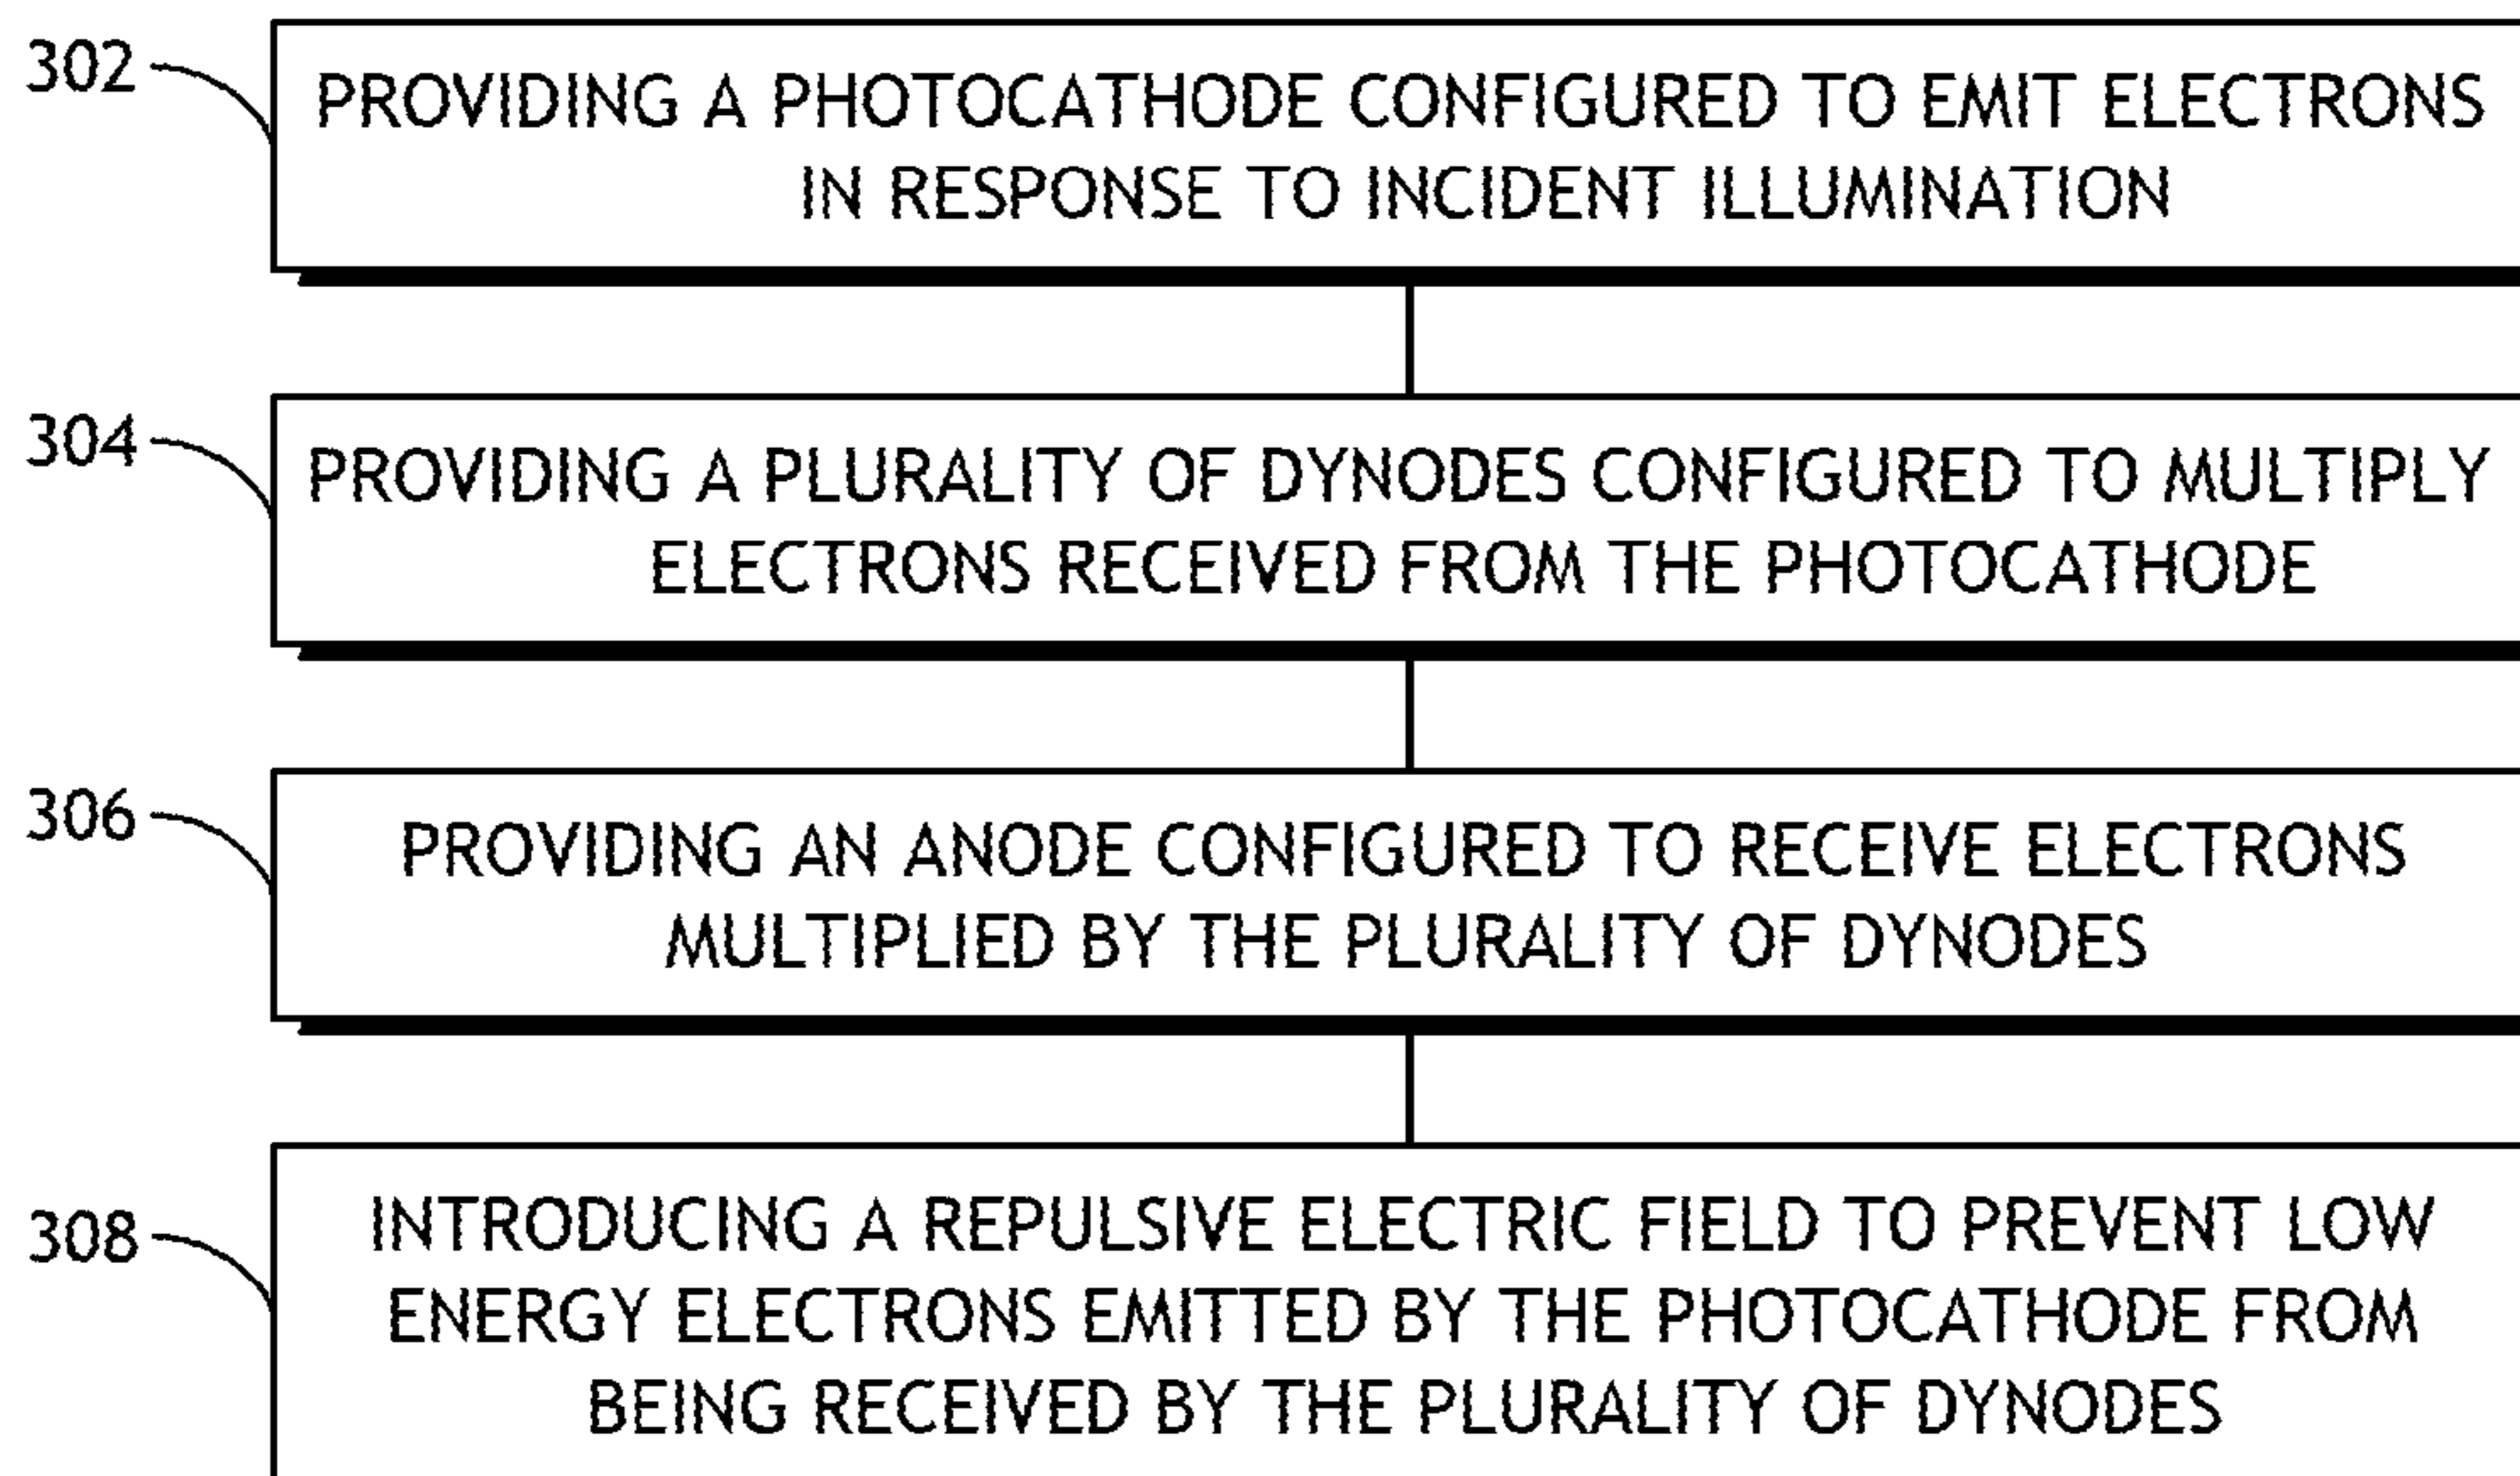 302
PROVIDING A PHOTOCATHODE CONFIGURED TO EMIT ELECTRONS
IN RESPONSE TO INCIDENT ILLUMINATION
304
PROVIDING A PLURALITY OF DYNODES CONFIGURED TO MULTIPLY
ELECTRONS RECEIVED FROM THE PHOTOCATHODE
306
PROVIDING AN ANODE CONFIGURED TO RECEIVE ELECTRONS
MULTIPLIED BY THE PLURALITY OF DYNODES
308
INTRODUCING A REPULSIVE ELECTRIC FIELD TO PREVENT LOW
ENERGY ELECTRONS EMITTED BY THE PHOTOCATHODE FROM
BEING RECEIVED BY THE PLURALITY OF DYNODES